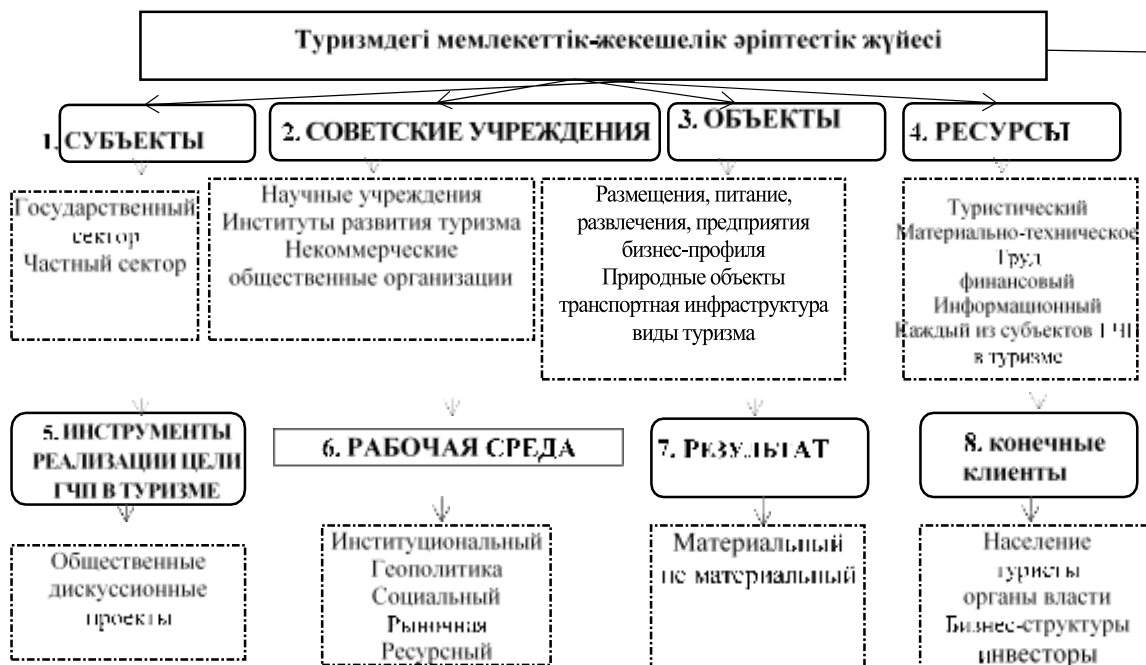 Туризмдегі мемлекеттік-жекешелік әріптестік жүйесі
1. СУБЪЕКТЫ
2. СОВЕТСКИЕ УЧРЕЖДЕНИЯ
3. ОБЪЕКТЫ
4. РЕСУРСЫ
Государственный
сектор
Частный сектор
Научные учреждения
Институты развития туризма
Некоммерческие
общественные организации
Размещения, питание,
развлечения, предприятия
бизнес-профиля
Природные объекты
транспортная инфраструктура
виды туризма
Туристический
Материально-техническое
Труд
финансовый
Информационный
Каждый из субъектов ГЧП
в туризме
5. ИНСТРУМЕНТЫ
РЕАЛИЗАЦИИ ЦЕЛИ
ГЧП В ТУРИЗМЕ
6. РАБОЧАЯ СРЕДА
7. РЕЗУЛЬТАТ
8. конечные
клиенты
Общественные
дискуссионные
проекты
Институциональный
Геополитика
Социальный
Рыночная
Ресурсный
Материальный
не материальный
Население
туристы
органы власти
Бизнес-структуры
инвесторы